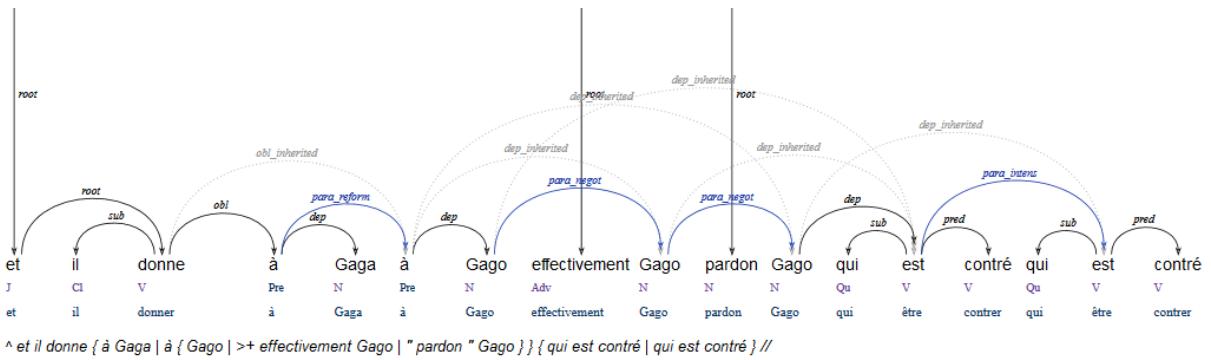 dep_inherited
root root root
dep_inherited
dep_inherited
obl_inherited dep_inherited dep_inherited
para_negot para_intens
root para_reform para_negot
obl dep
sub dep dep sub pred sub pred
et il donne à Gaga à Gago effectivement Gago pardon Gago qui est contré qui est contré
J Cl V Pre N Pre N Adv N N N Qu V V Qu V V
et il donner à Gaga à Gago effectivement Gago pardon Gago qui être contrer qui être contrer
^ et il donne { à Gaga | à { Gago | >+ effectivement Gago | " pardon " Gago } } { qui est contré | qui est contré } //